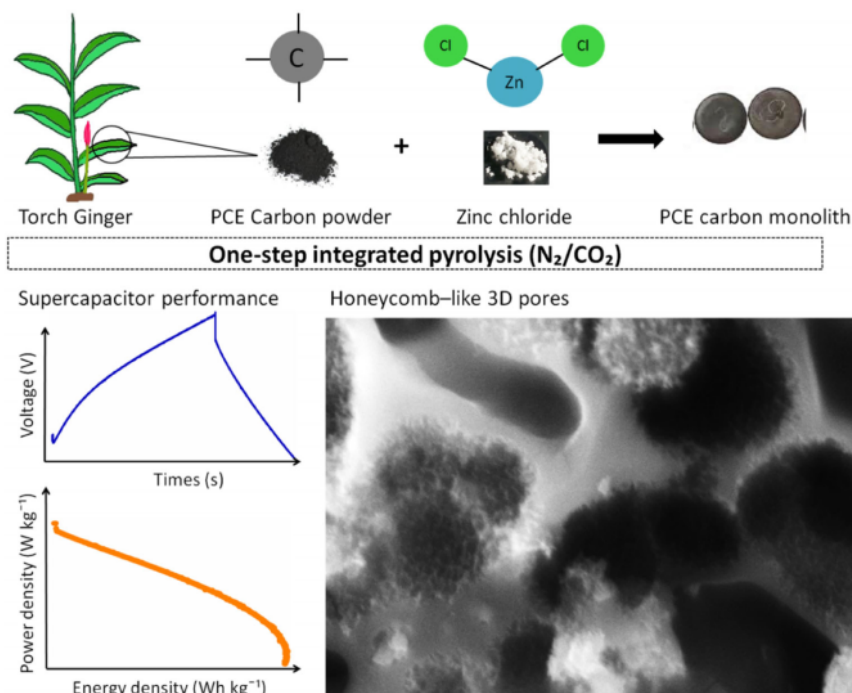 Cl
Cl
C
Zn
+
Torch Ginger
PCE Carbon powder
Zinc chloride
PCE carbon monolith
One-step integrated pyrolysis (N₂/CO₂)
Supercapacitor performance
Honeycomb–like 3D pores
Voltage (V)
Times (s)
Power density (W kg⁻¹)
Energy density (Wh kg⁻¹)